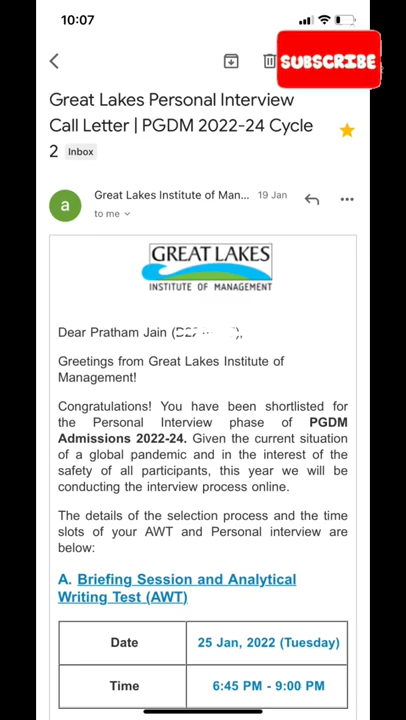 10:07
SUBSCRIBE
Great Lakes Personal Interview
Call Letter | PGDM 2022-24 Cycle
2 Inbox
a
Great Lakes Institute of Man... 19 Jan
to me
GREAT LAKES
INSTITUTE OF MANAGEMENT
Dear Pratham Jain (
Greetings from Great Lakes Institute of
Management!
Congratulations! You have been shortlisted for
the Personal Interview phase of PGDM
Admissions 2022-24. Given the current situation
of a global pandemic and in the interest of the
safety of all participants, this year we will be
conducting the interview process online.
The details of the selection process and the time
slots of your AWT and Personal interview are
below:
A. Briefing Session and Analytical
Writing Test (AWT)
Date 25 Jan, 2022 (Tuesday)
Time 6:45 PM - 9:00 PM